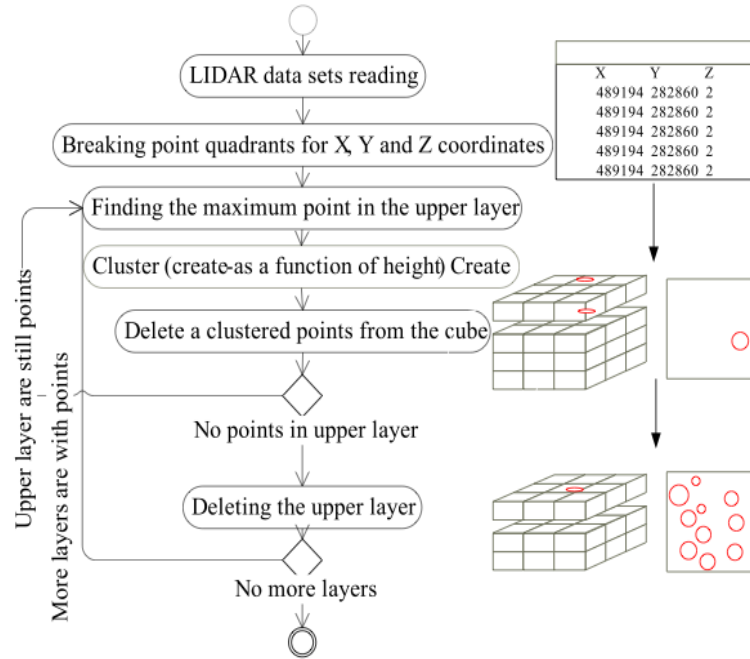 LIDAR data sets reading
Breaking point quadrants for X, Y and Z coordinates
Finding the maximum point in the upper layer
Cluster (create-as a function of height) Create
Delete a clustered points from the cube
No points in upper layer
Deleting the upper layer
No more layers
Upper layer are still points
More layers are with points
X Y Z
489194 282860 2
489194 282860 2
489194 282860 2
489194 282860 2
489194 282860 2